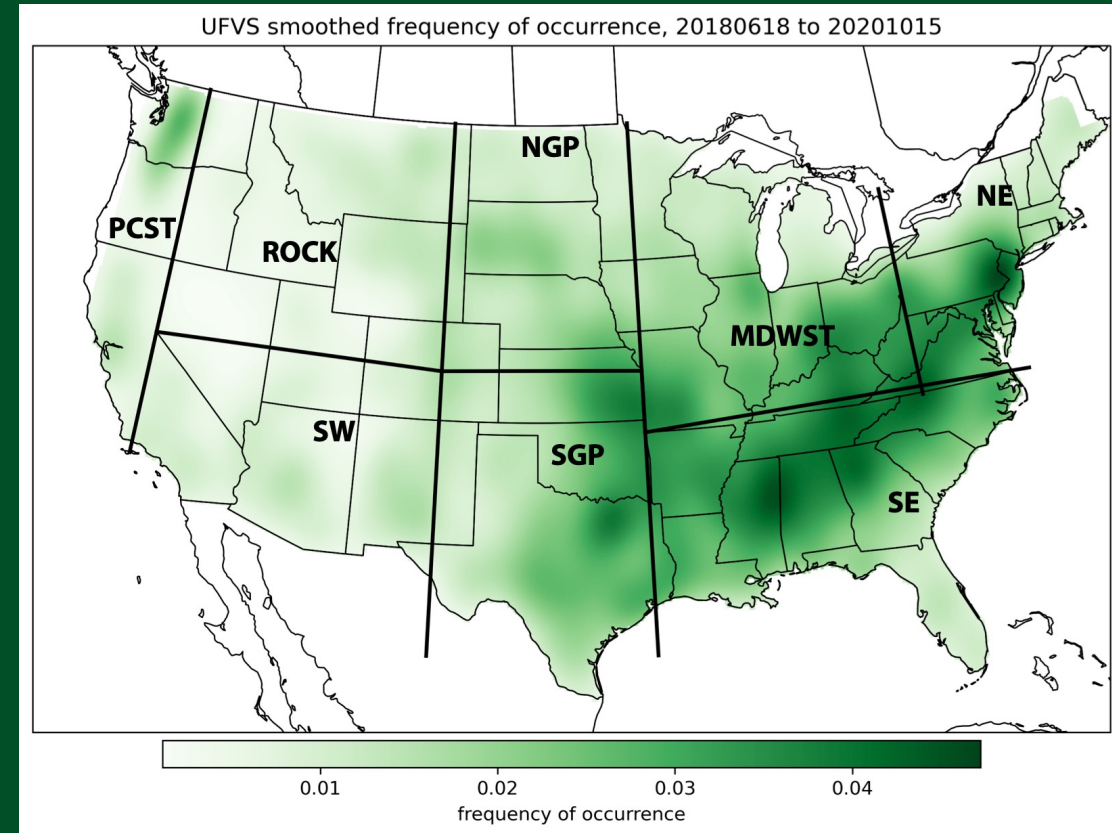 UFVS smoothed frequency of occurrence, 20180618 to 20201015
NGP
NE
PCST
ROCK
MDWST
SW
SGP
SE
0.01 0.02 0.03 0.04
frequency of occurrence